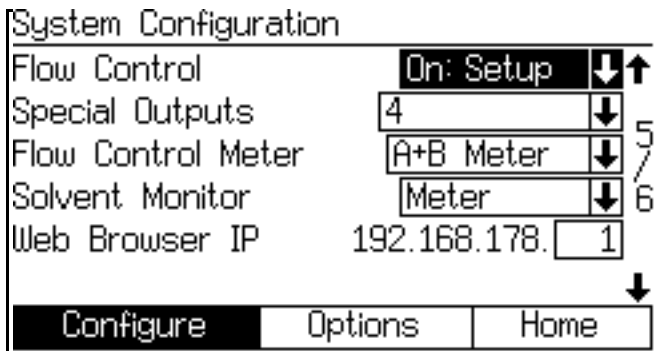 System Configuration
Flow Control On: Setup
Special Outputs 4
Flow Control Meter A+B Meter
Solvent Monitor Meter
Web Browser IP 192.168.178. 1
5/6
Configure Options Home